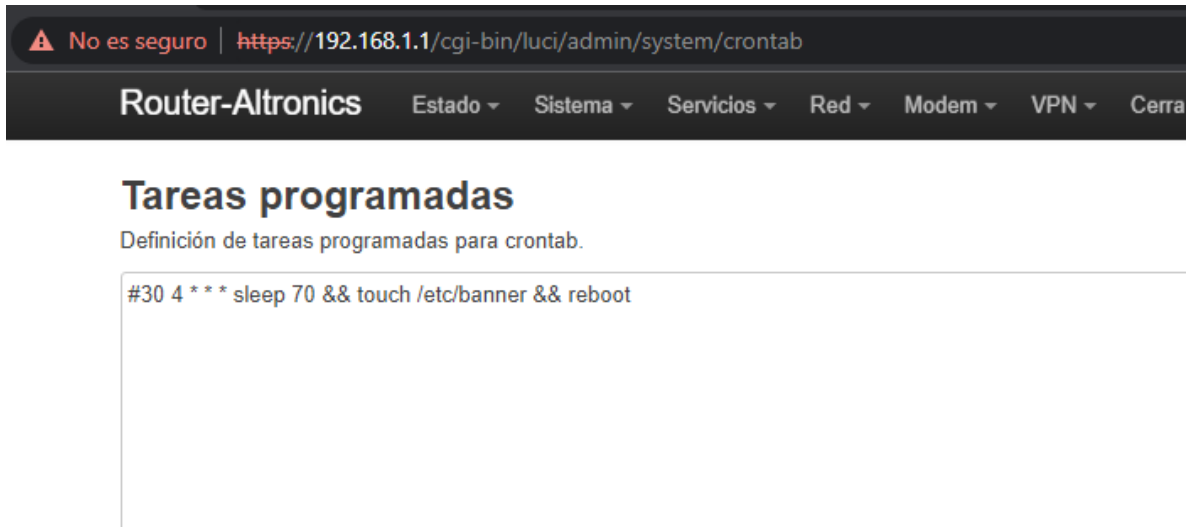 No es seguro | https://192.168.1.1/cgi-bin/luci/admin/system/crontab
Router-Altronics Estado Sistema Servicios Red Modem VPN Cerra
Tareas programadas
Definición de tareas programadas para crontab.
#30 4 * * * sleep 70 && touch /etc/banner && reboot